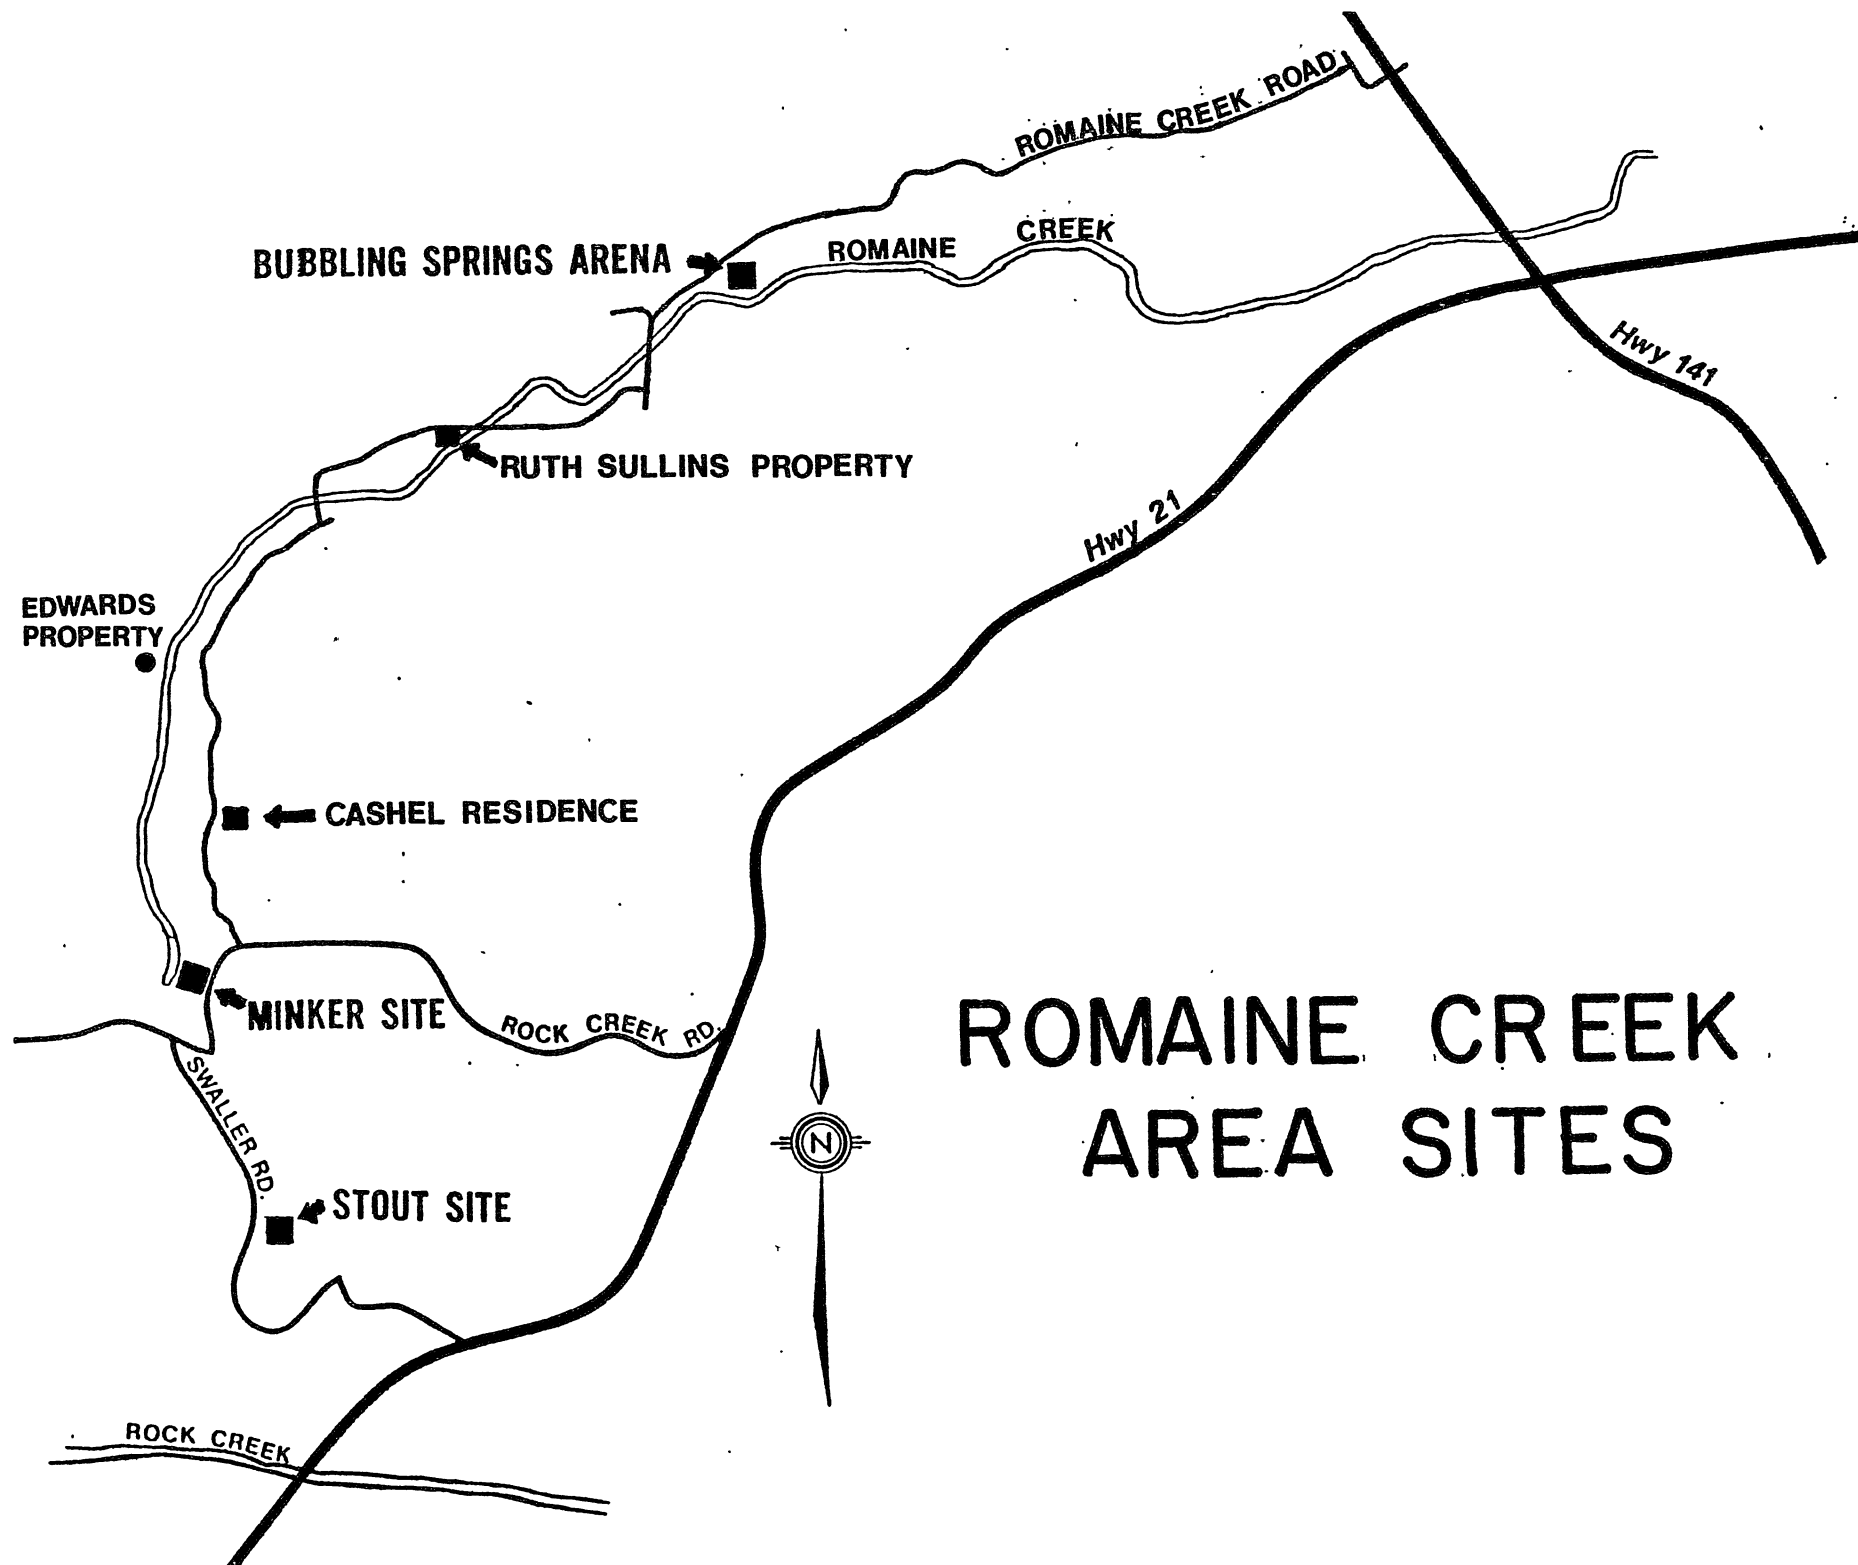 ROMAINE CREEK ROAD
BUBBLING SPRINGS ARENA
ROMAINE CREEK
Hwy 141
RUTH SULLINS PROPERTY
Hwy 21
EDWARDS
PROPERTY
CASHEL RESIDENCE
MINKER SITE
ROCK CREEK RD.
SWALLER RD.
STOUT SITE
N
ROMAINE CREEK
AREA SITES
ROCK CREEK